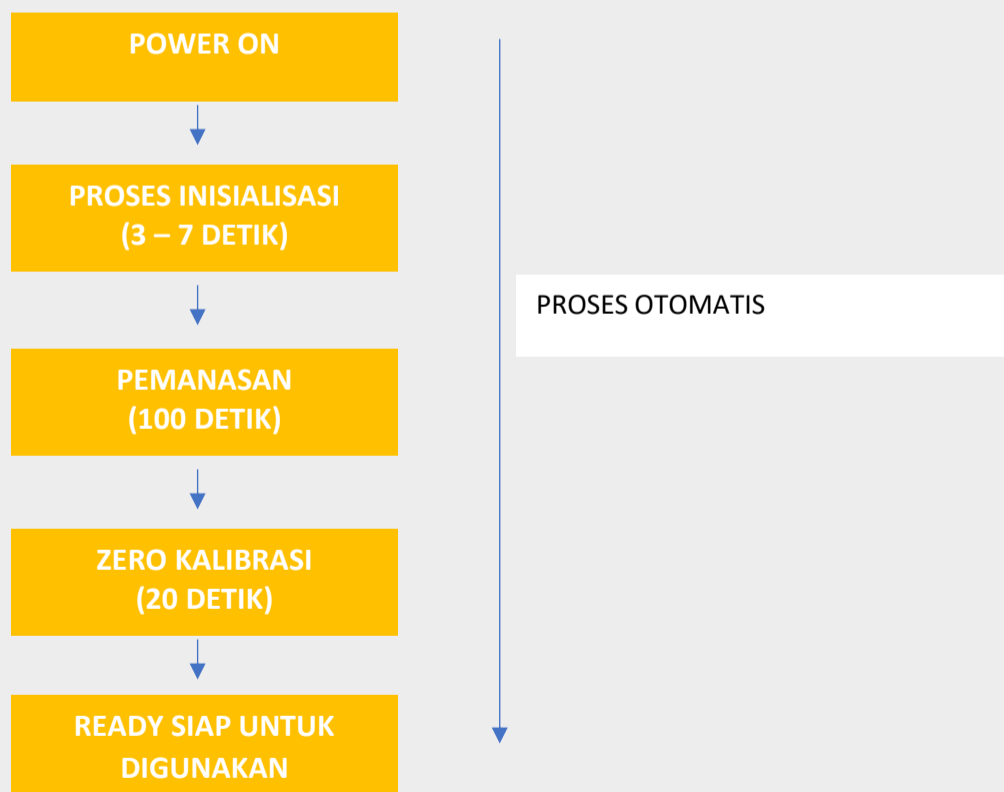 POWER ON
PROSES INISIALISASI
(3 – 7 DETIK)
PROSES OTOMATIS
PEMANASAN
(100 DETIK)
ZERO KALIBRASI
(20 DETIK)
READY SIAP UNTUK
DIGUNAKAN